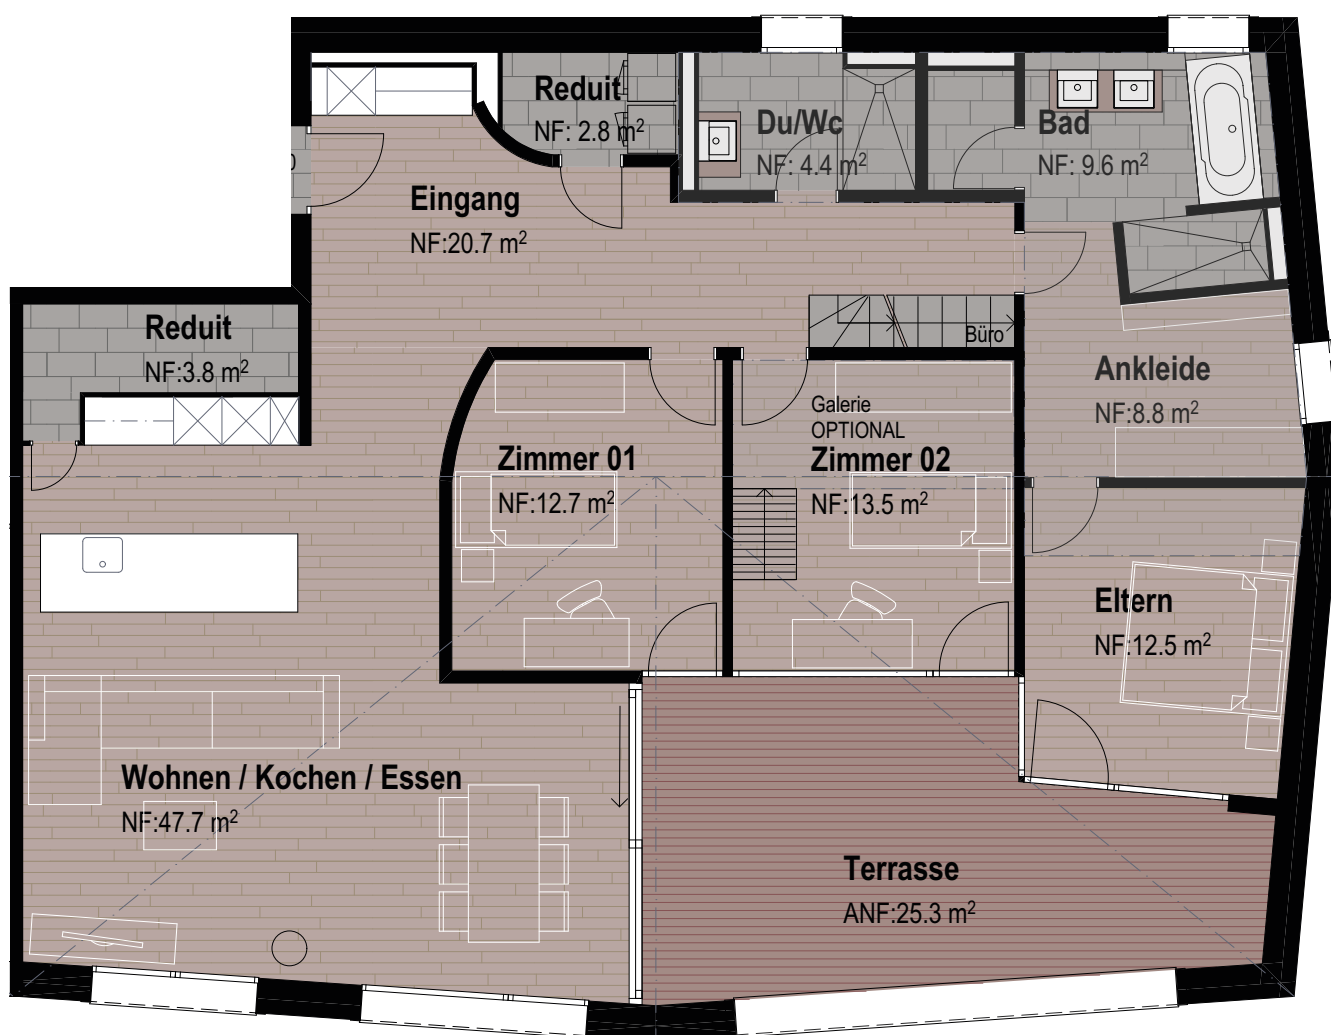 Reduit
NF: 2.8 m²
Du/Wc
NF: 4.4 m²
Bad
NF: 9.6 m²
Eingang
NF:20.7 m²
Reduit
NF:3.8 m²
Büro
Ankleide
NF:8.8 m²
Galerie
OPTIONAL
Zimmer 01
NF:12.7 m²
Zimmer 02
NF:13.5 m²
Eltern
NF:12.5 m²
Wohnen / Kochen / Essen
NF:47.7 m²
Terrasse
ANF:25.3 m²